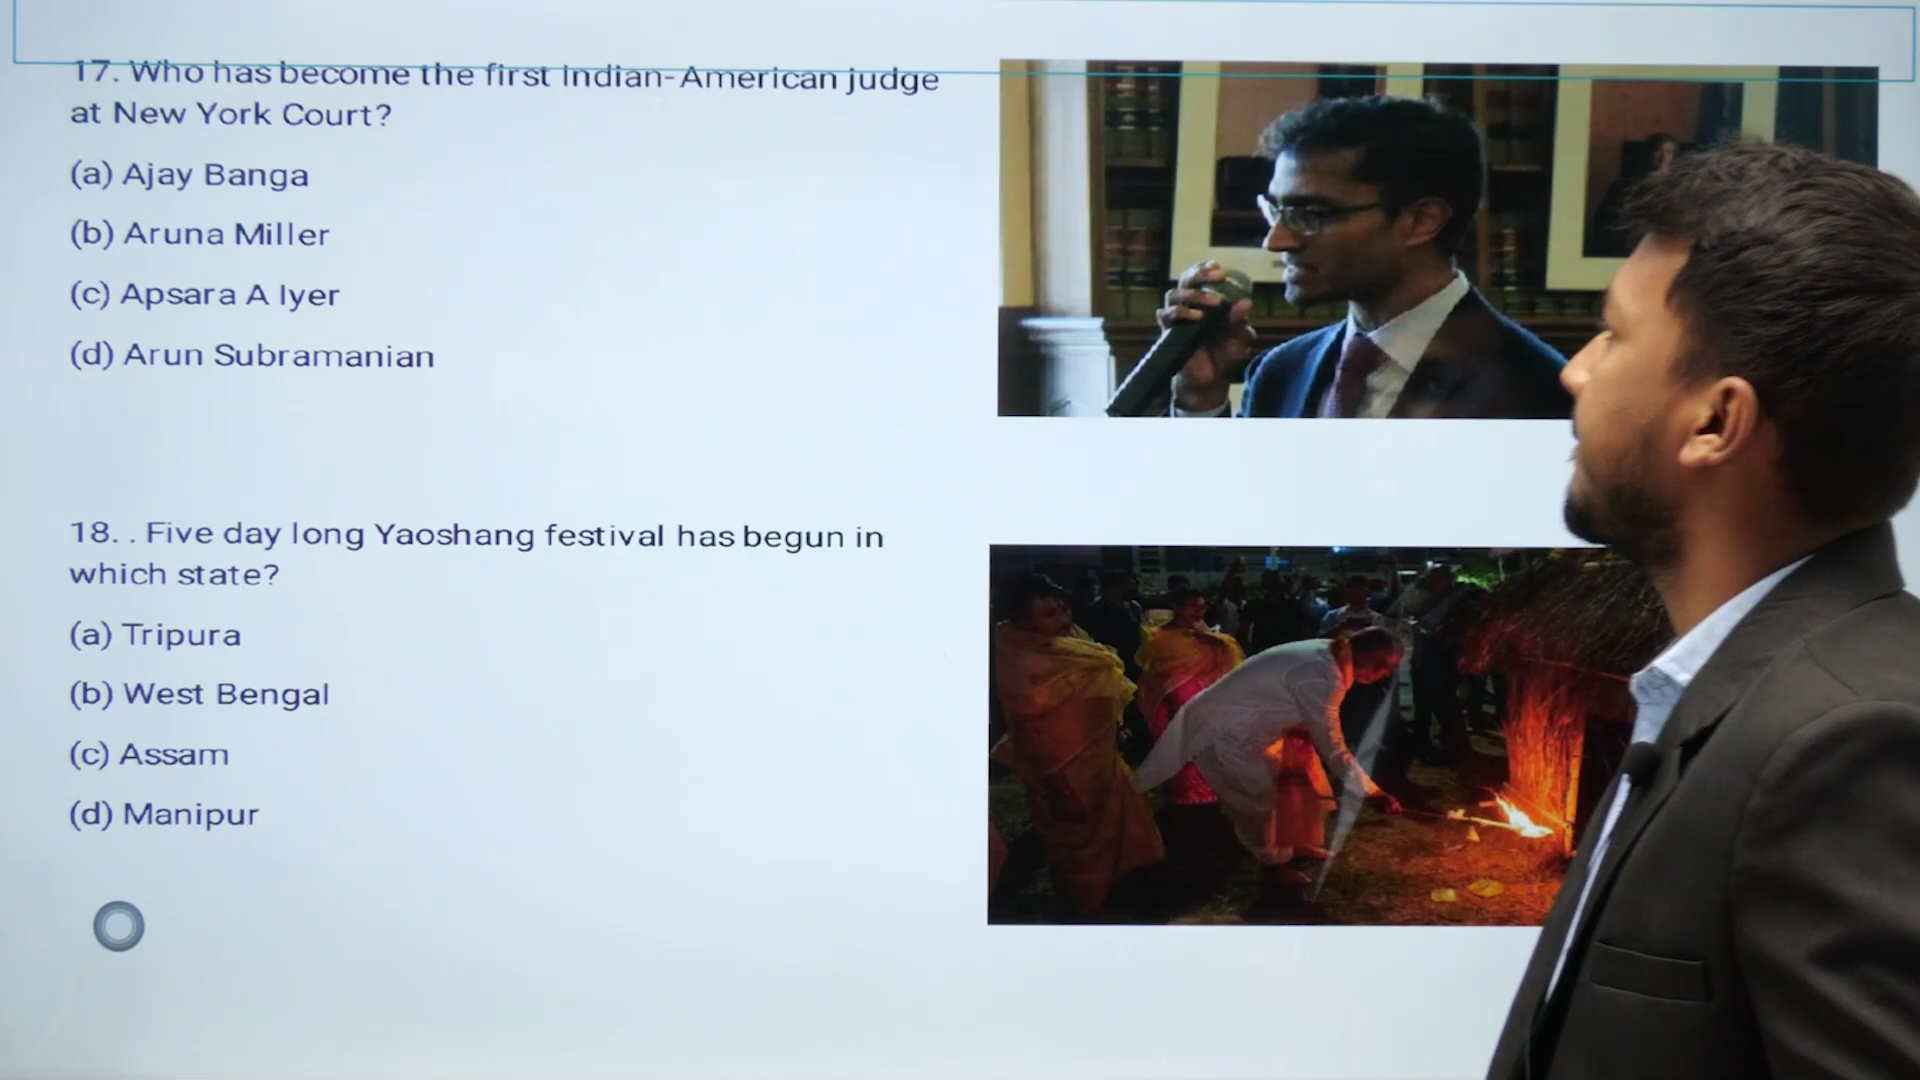 17. Who has become the first Indian-American judge
at New York Court?
(a) Ajay Banga
(b) Aruna Miller
(c) Apsara A Iyer
(d) Arun Subramanian
18. . Five day long Yaoshang festival has begun in
which state?
(a) Tripura
(b) West Bengal
(c) Assam
(d) Manipur